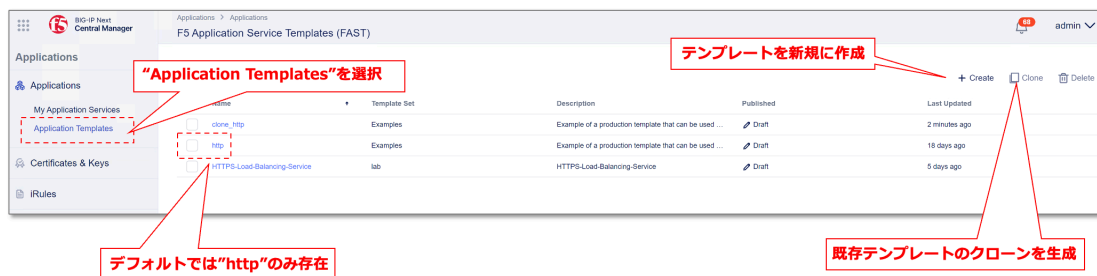 BIG-IP Next
Central Manager
Applications > Applications
F5 Application Service Templates (FAST)
68
admin
テンプレートを新規に作成
Applications
"Application Templates"を選択
Applications
+ Create
Clone
Delete
My Application Services
Name
Template Set
Description
Published
Last Updated
Application Templates
clone_http
Examples
Example of a production template that can be used ...
Draft
2 minutes ago
http
Examples
Example of a production template that can be used ...
Draft
18 days ago
Certificates & Keys
HTTPS-Load-Balancing-Service
lab
HTTPS-Load-Balancing-Service
Draft
5 days ago
iRules
デフォルトでは"http"のみ存在
既存テンプレートのクローンを生成